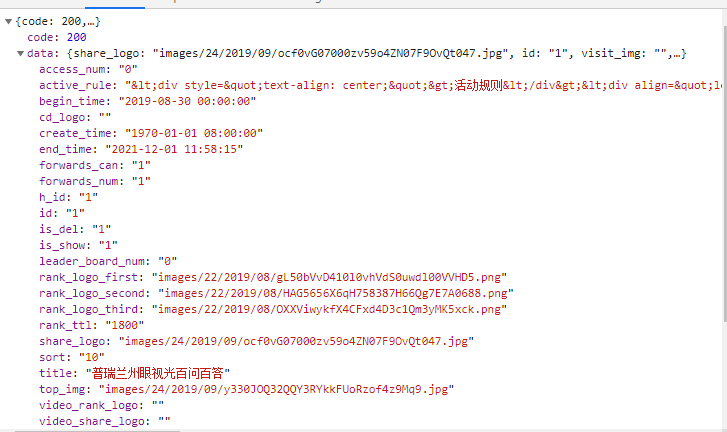 {code: 200,…}
code: 200
data: {share_logo: "images/24/2019/09/ocf0vG07000zv59o4ZN07F9OvQt047.jpg", id: "1", visit_img: "",…}
access_num: "0"
active_rule: "&lt;div style=&quot;text-align: center;&quot;&gt;活动规则&lt;/div&gt;&lt;div align=&quot;le
begin_time: "2019-08-30 00:00:00"
cd_logo: ""
create_time: "1970-01-01 08:00:00"
end_time: "2021-12-01 11:58:15"
forwards_can: "1"
forwards_num: "1"
h_id: "1"
id: "1"
is_del: "1"
is_show: "1"
leader_board_num: "0"
rank_logo_first: "images/22/2019/08/gL50bVvD410l0vhVdS0uwdl00VVHD5.png"
rank_logo_second: "images/22/2019/08/HAG5656X6qH758387H66Qg7E7A0688.png"
rank_logo_third: "images/22/2019/08/OXXViwykfX4CFxd4D3c1Qm3yMK5xck.png"
rank_ttl: "1800"
share_logo: "images/24/2019/09/ocf0vG07000zv59o4ZN07F9OvQt047.jpg"
sort: "10"
title: "普瑞兰州眼视光百问百答"
top_img: "images/24/2019/09/y330JOQ32QQY3RYkkFUoRzof4z9Mq9.jpg"
video_rank_logo: ""
video_share_logo: ""